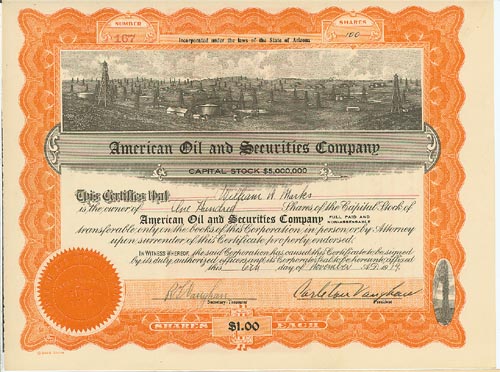 NUMBER
167
SHARES
100
Incorporated under the laws of the State of Arizona
American Oil and Securities Company
CAPITAL STOCK $5,000,000
This Certifies that William A. Marks
is the owner of One Hundred Shares of the Capital Stock of
American Oil and Securities Company FULL PAID AND NON-ASSESSABLE
transferable only on the books of this Corporation in person or by Attorney
upon surrender of this Certificate properly endorsed.
IN WITNESS WHEREOF, the said Corporation has caused this Certificate to be signed
by its duly authorized officers and its Corporate Seal to be hereunto affixed
this day of November A.D. 1919.
Vaughan
Carleton Vaughan
Secretary-Treasurer
President
SHARES $1.00 EACH